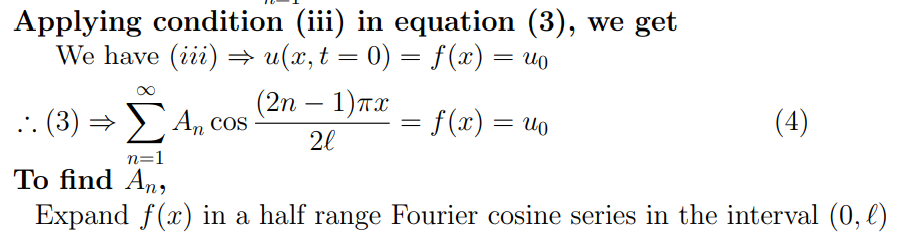 n=1
Applying condition (iii) in equation (3), we get
We have (iii) ⇒ u(x, t = 0) = f(x) = u₀
∴ (3) ⇒ ∑_{n=1}^{∞} Aₙ cos (2n − 1)πx / 2ℓ = f(x) = u₀ (4)
To find Aₙ,
Expand f(x) in a half range Fourier cosine series in the interval (0, ℓ)